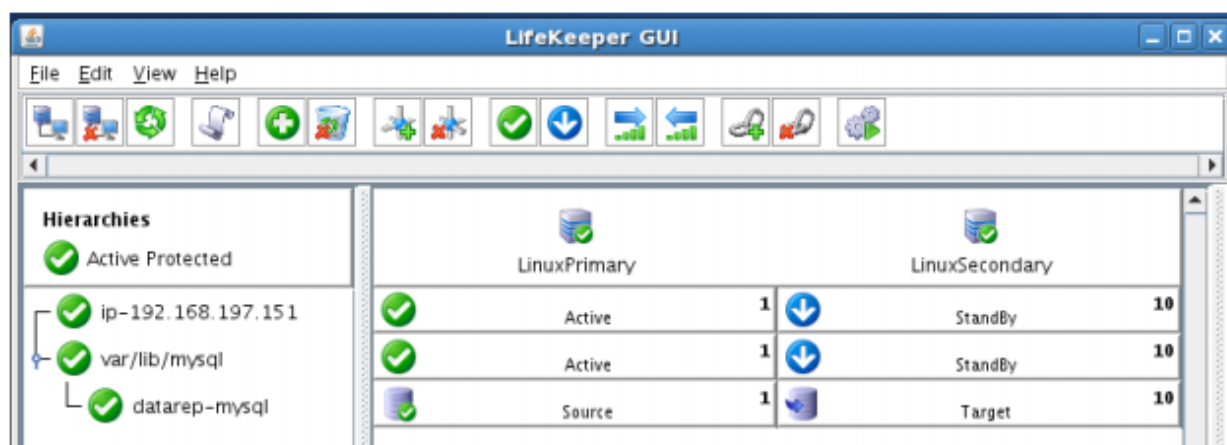 LifeKeeper GUI
File Edit View Help
Hierarchies
Active Protected
LinuxPrimary LinuxSecondary
ip-192.168.197.151 Active 1 StandBy 10
var/lib/mysql Active 1 StandBy 10
datarep-mysql Source 1 Target 10